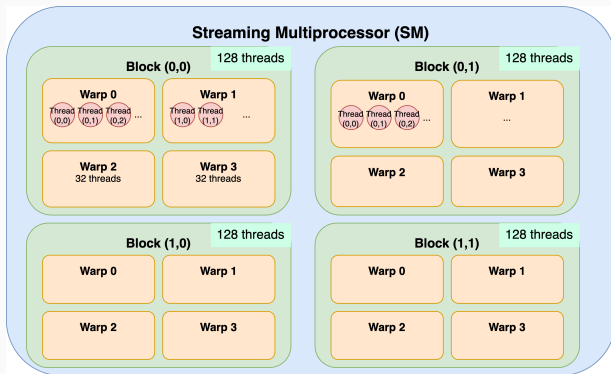 Streaming Multiprocessor (SM)
Block (0,0)
128 threads
Warp 0
Thread (0,0)
Thread (0,1)
Thread (0,2)
...
Warp 1
Thread (1,0)
Thread (1,1)
...
Warp 2
32 threads
Warp 3
32 threads
Block (0,1)
128 threads
Warp 0
Thread (0,0)
Thread (0,1)
Thread (0,2)
...
Warp 1
...
Warp 2
Warp 3
Block (1,0)
128 threads
Warp 0
Warp 1
Warp 2
Warp 3
Block (1,1)
128 threads
Warp 0
Warp 1
Warp 2
Warp 3